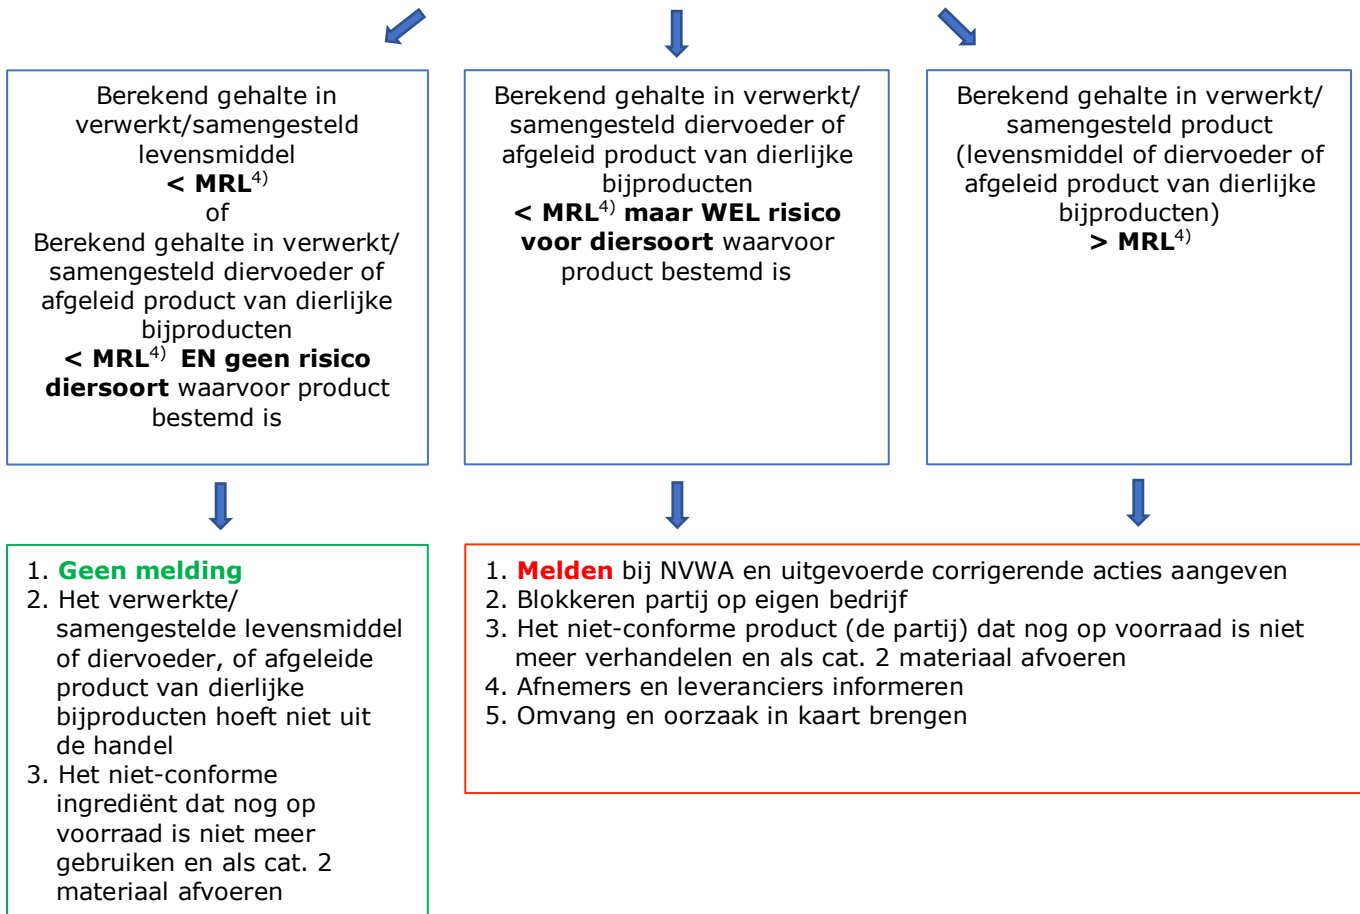 Berekend gehalte in
verwerkt/samengesteld
levensmiddel
< MRL4)
of
Berekend gehalte in verwerkt/
samengesteld diervoeder of
afgeleid product van dierlijke
bijproducten
< MRL4) EN geen risico
diersoort waarvoor product
bestemd is
Berekend gehalte in verwerkt/
samengesteld diervoeder of
afgeleid product van dierlijke
bijproducten
< MRL4) maar WEL risico
voor diersoort waarvoor
product bestemd is
Berekend gehalte in verwerkt/
samengesteld product
(levensmiddel of diervoeder of
afgeleid product van dierlijke
bijproducten)
> MRL4)
1. Geen melding
2. Het verwerkte/
samengestelde levensmiddel
of diervoeder, of afgeleide
product van dierlijke
bijproducten hoeft niet uit
de handel
3. Het niet-conforme
ingrediënt dat nog op
voorraad is niet meer
gebruiken en als cat. 2
materiaal afvoeren
1. Melden bij NVWA en uitgevoerde corrigerende acties aangeven
2. Blokkeren partij op eigen bedrijf
3. Het niet-conforme product (de partij) dat nog op voorraad is niet
meer verhandelen en als cat. 2 materiaal afvoeren
4. Afnemers en leveranciers informeren
5. Omvang en oorzaak in kaart brengen